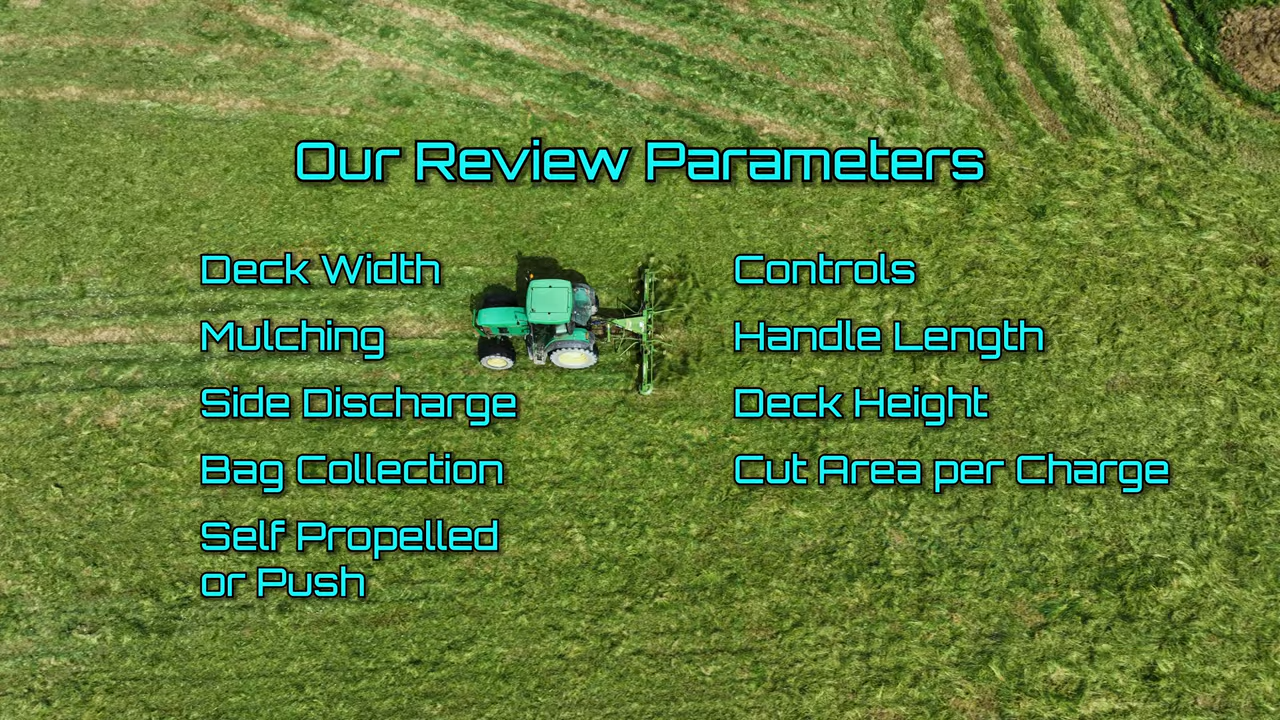 Our Review Parameters
Deck Width
Mulching
Side Discharge
Bag Collection
Self Propelled
or Push
Controls
Handle Length
Deck Height
Cut Area per Charge